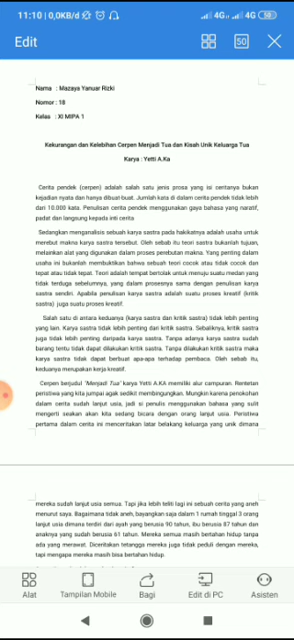 11:10 | 0,0KB/d
4G 4G 50
Edit
50
Nama : Mazaya Yanuar Rizki
Nomor : 18
Kelas : XI MIPA 1
Kekurangan dan Kelebihan Cerpen Menjadi Tua dan Kisah Unik Keluarga Tua
Karya : Yetti A.Ka
Cerita pendek (cerpen) adalah salah satu jenis prosa yang isi ceritanya bukan
kejadian nyata dan hanya dibuat buat. Jumlah kata di dalam cerita pendek tidak lebih
dari 10.000 kata. Penulisan cerita pendek menggunakan gaya bahasa yang naratif,
padat dan langsung kepada inti cerita
Sedangkan menganalisis sebuah karya sastra pada hakikatnya adalah usaha untuk
merebut makna karya sastra tersebut. Oleh sebab itu teori sastra bukanlah tujuan,
melainkan alat yang digunakan dalam proses perebutan makna. Yang penting dalam
usaha ini bukanlah membuktikan bahwa sebuah teori cocok atau tidak cocok dan
tepat atau tidak tepat. Teori adalah tempat bertolak untuk menuju suatu medan yang
tidak terduga sebelumnya, yang dalam prosesnya sama dengan penulisan karya
sastra sendiri. Apabila penulisan karya sastra adalah suatu proses kreatif (kritik
sastra) juga suatu proses kreatif.
Salah satu di antara keduanya (karya sastra dan kritik sastra) tidak lebih penting
yang lain. Karya sastra tidak lebih penting dari kritik sastra. Sebaliknya, kritik sastra
juga tidak lebih penting daripada karya sastra. Tanpa adanya karya sastra sudah
barang tentu tidak dapat dilakukan kritik sastra. Tanpa dilakukan kritik sastra maka
karya sastra tidak dapat berbuat apa-apa terhadap pembaca. Oleh sebab itu,
keduanya merupakan kerja kreatif.
Cerpen berjudul "Menjadi Tua" karya Yetti A.KA memiliki alur campuran. Rentetan
peristiwa yang kita jumpai agak sedikit membingungkan. Mungkin karena penokohan
dalam cerita sudah lanjut usia, jadi si penulis menggunakan bahasa yang sulit
mengerti seakan akan kita sedang bicara dengan orang lanjut usia. Peristiwa
pertama dalam cerita ini menceritakan latar belakang keluarga yang unik dimana
mereka sudah lanjut usia semua. Tapi jika lebih teliti lagi ini sebuah cerita yang aneh
menurut saya. Bagaimana tidak aneh, bayangkan saja dalam 1 rumah tinggal 3 orang
lanjut usia dimana terdiri dari ayah yang berusia 90 tahun, ibu berusia 87 tahun dan
anaknya yang sudah berusia 61 tahun. Mereka semua masih bertahan hidup tanpa
ada yang merawat. Diceritakan tetangga mereka juga tidak peduli dengan mereka,
tapi mengapa mereka masih bisa bertahan hidup.
Alat
Tampilan Mobile
Bagi
Edit di PC
Asisten